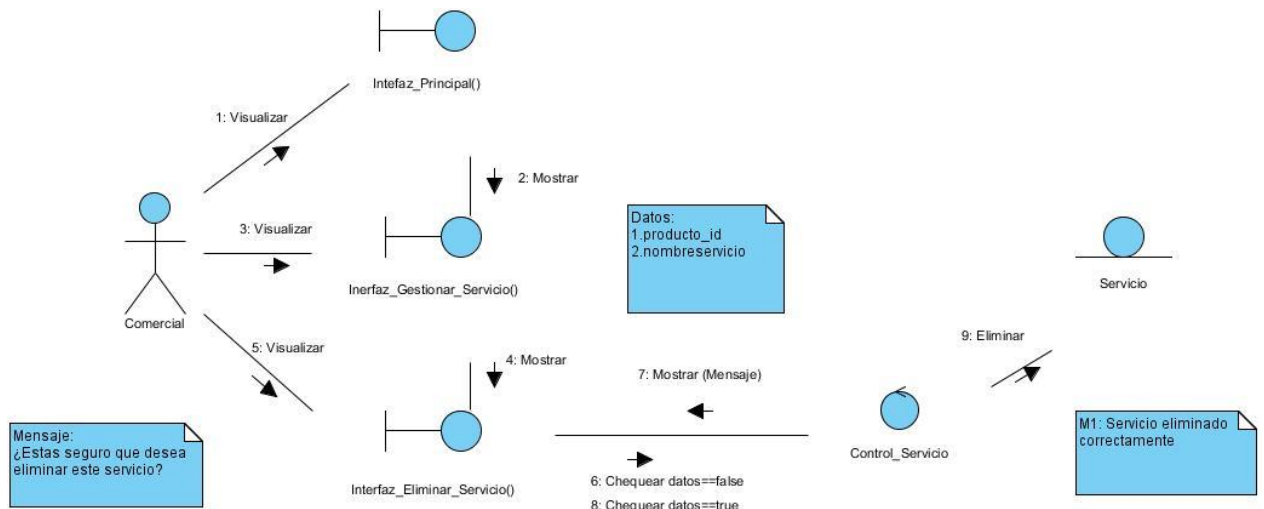 Intefaz_Principal()
1: Visualizar
2: Mostrar
3: Visualizar
Datos:
1.producto_id
2.nombreservicio
Servicio
Inerfaz_Gestionar_Servicio()
Comercial
5: Visualizar
4: Mostrar
7: Mostrar (Mensaje)
9: Eliminar
Mensaje:
¿Estas seguro que desea
eliminar este servicio?
Control_Servicio
M1: Servicio eliminado
correctamente
Interfaz_Eliminar_Servicio()
6: Chequear datos==false
8: Chequear datos==true